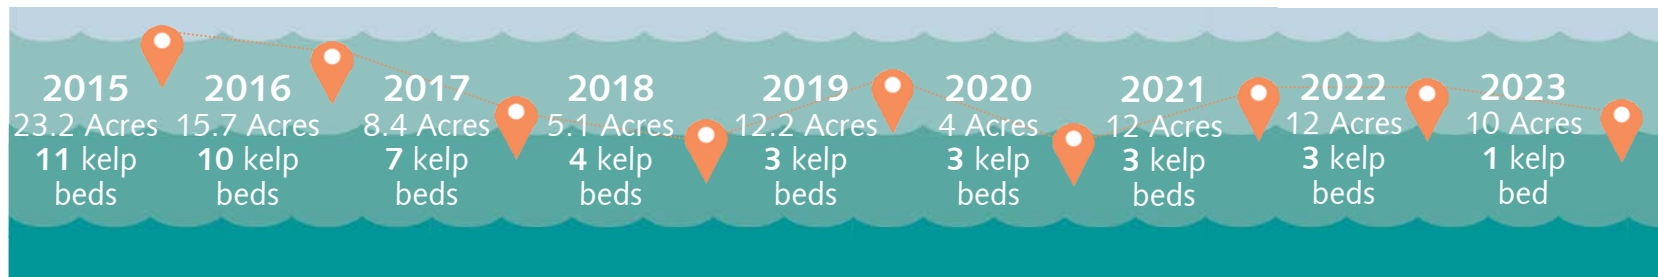 2015
23.2 Acres
11 kelp
beds
2016
15.7 Acres
10 kelp
beds
2017
8.4 Acres
7 kelp
beds
2018
5.1 Acres
4 kelp
beds
2019
12.2 Acres
3 kelp
beds
2020
4 Acres
3 kelp
beds
2021
12 Acres
3 kelp
beds
2022
12 Acres
3 kelp
beds
2023
10 Acres
1 kelp
bed